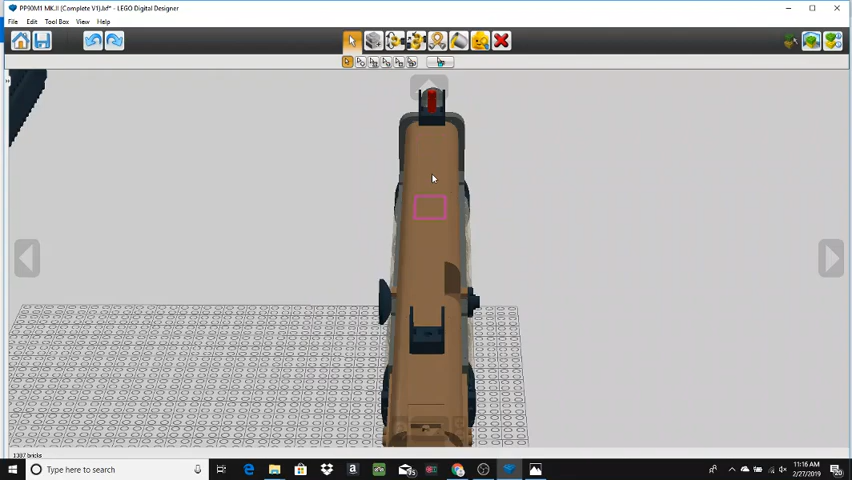 PP90M1 MK.II (Complete V1).lxf* - LEGO Digital Designer
File Edit Tool Box View Help
1387 bricks
Type here to search
11:16 AM
2/27/2019